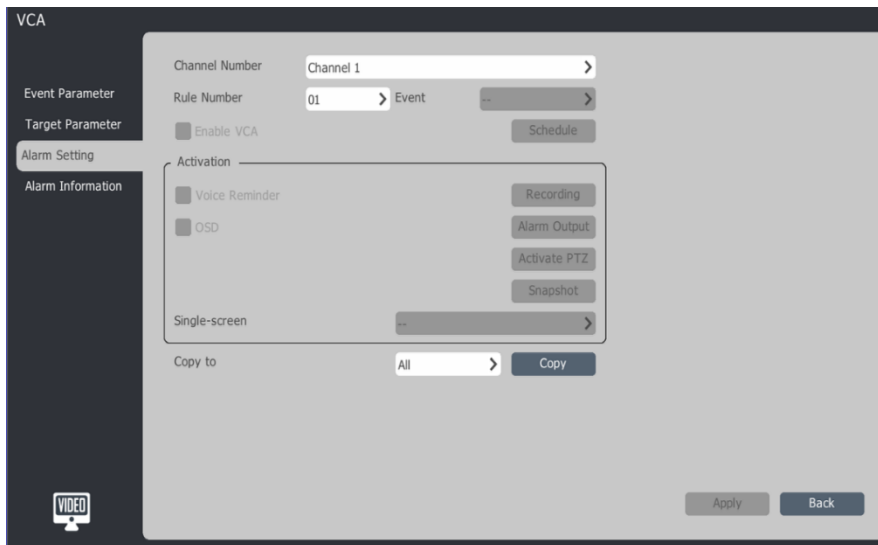 VCA
Event Parameter
Target Parameter
Alarm Setting
Alarm Information
Channel Number Channel 1
Rule Number 01 Event --
Enable VCA Schedule
Activation
Voice Reminder Recording
OSD Alarm Output
Activate PTZ
Snapshot
Single-screen --
Copy to All Copy
VIDEO
Apply Back